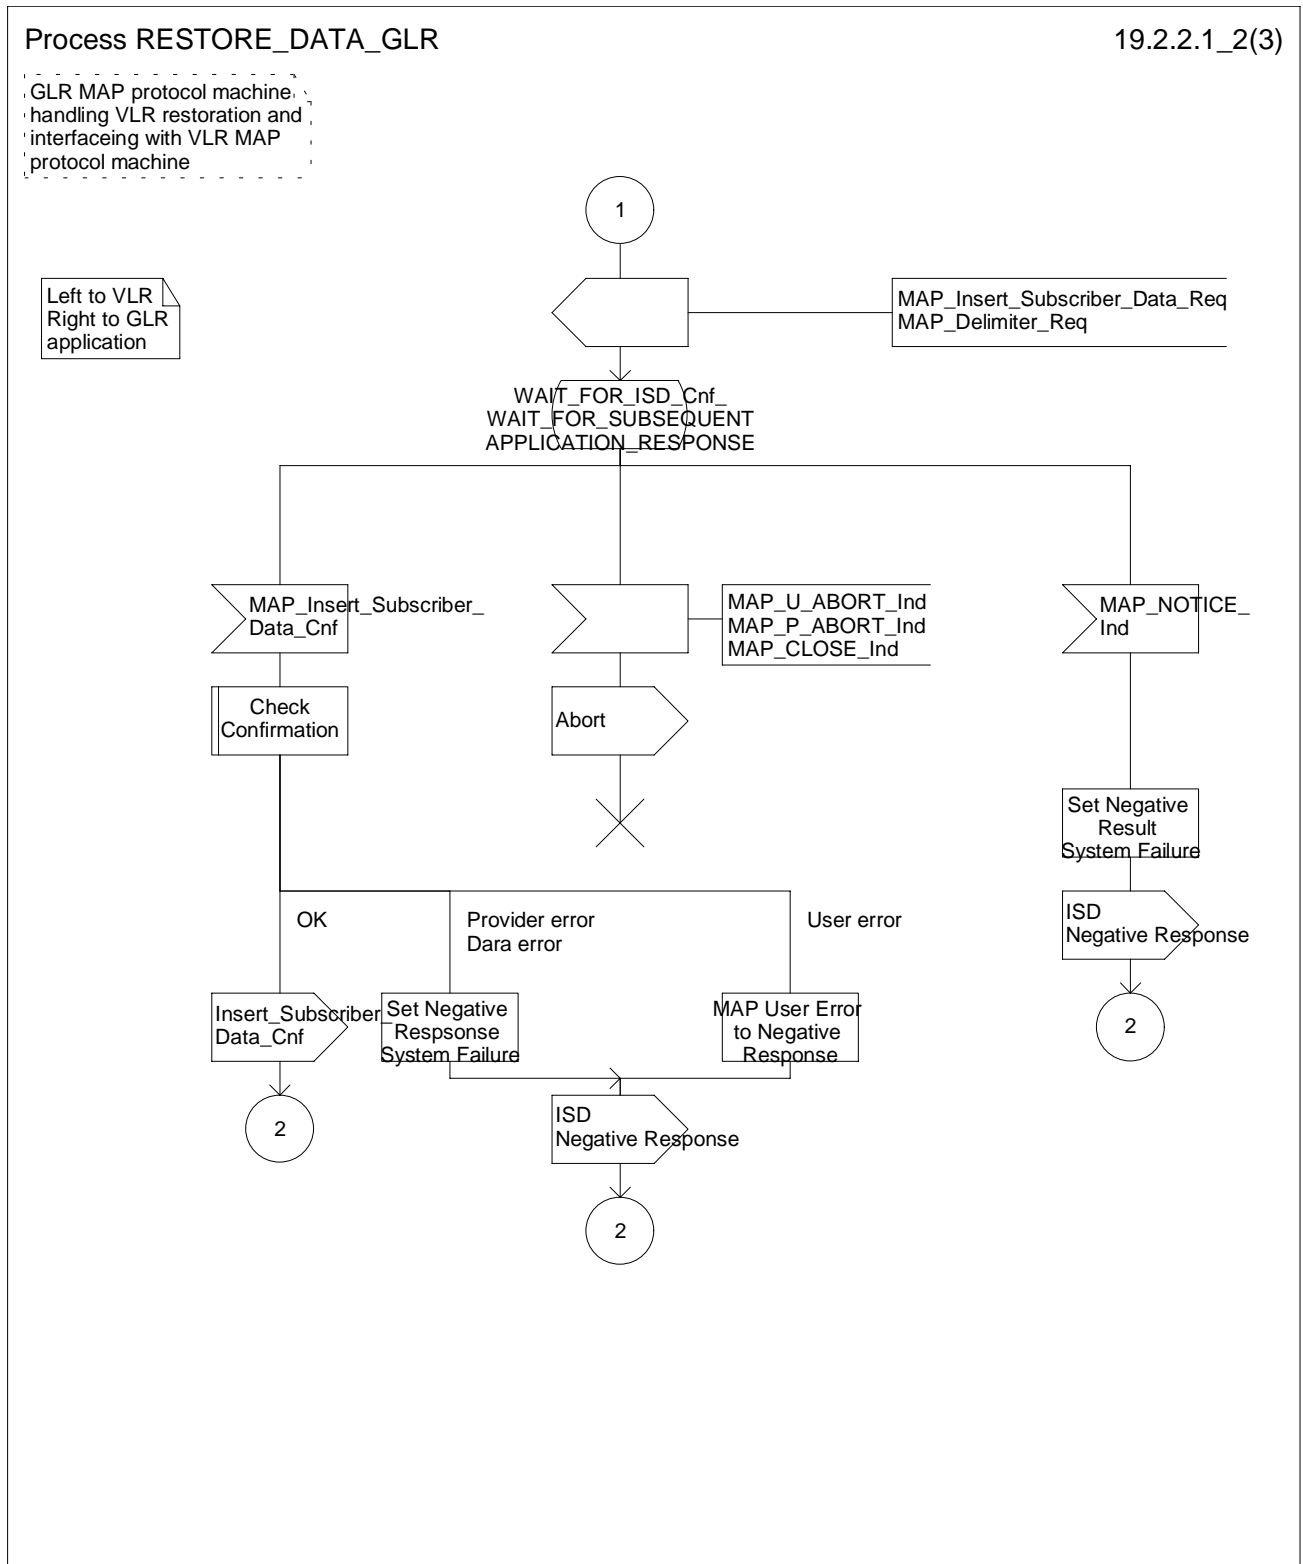 Process RESTORE_DATA_GLR
19.2.2.1_2(3)
GLR MAP protocol machine
handling VLR restoration and
interfaceing with VLR MAP
protocol machine
1
Left to VLR
Right to GLR
application
MAP_Insert_Subscriber_Data_Req
MAP_Delimiter_Req
WAIT_FOR_ISD_Cnf_
WAIT_FOR_SUBSEQUENT
APPLICATION_RESPONSE
MAP_Insert_Subscriber_
Data_Cnf
MAP_U_ABORT_Ind
MAP_P_ABORT_Ind
MAP_CLOSE_Ind
MAP_NOTICE_
Ind
Check
Confirmation
Abort
Set Negative
Result
System Failure
OK
Provider error
Dara error
User error
ISD
Negative Response
Insert_Subscriber_
Data_Cnf
Set Negative
Respsonse
System Failure
MAP User Error
to Negative
Response
2
2
ISD
Negative Response
2